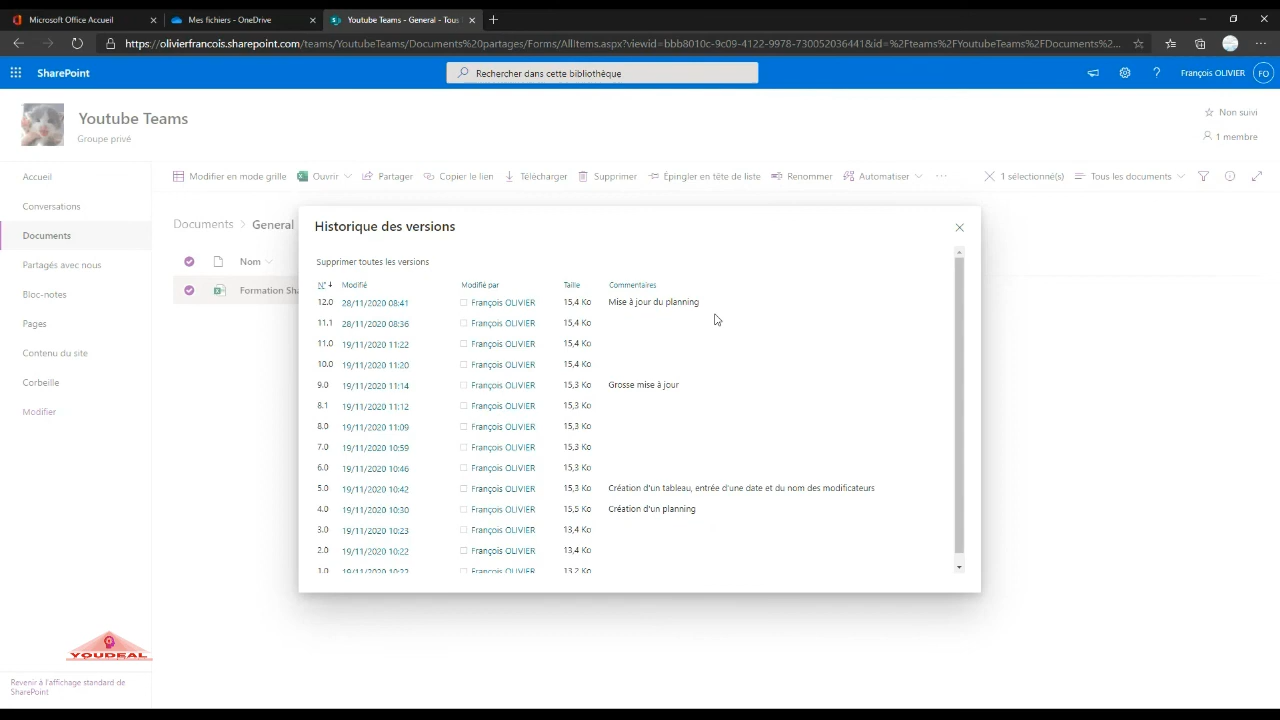 Microsoft Office Accueil
Mes fichiers - OneDrive
Youtube Teams - General - Tous
https://olivierfrancois.sharepoint.com/teams/YoutubeTeams/Documents%20partages/Forms/AllItems.aspx?viewid=bbb8010c-9c09-4122-9978-730052036441&id=%2Fteams%2FYoutubeTeams%2FDocuments%2...
SharePoint
Rechercher dans cette bibliothèque
François OLIVIER
FO
Youtube Teams
Groupe privé
Non suivi
1 membre
Accueil
Conversations
Documents
Partagés avec nous
Bloc-notes
Pages
Contenu du site
Corbeille
Modifier
Modifier en mode grille
Ouvrir
Partager
Copier le lien
Télécharger
Supprimer
Épingler en tête de liste
Renommer
Automatiser
1 sélectionné(s)
Tous les documents
Documents > General
Nom
Formation Sha
Historique des versions
Supprimer toutes les versions
N° Modifié Modifié par Taille Commentaires
12.0 28/11/2020 08:41 François OLIVIER 15,4 Ko Mise à jour du planning
11.1 28/11/2020 08:36 François OLIVIER 15,4 Ko
11.0 19/11/2020 11:22 François OLIVIER 15,4 Ko
10.0 19/11/2020 11:20 François OLIVIER 15,4 Ko
9.0 19/11/2020 11:14 François OLIVIER 15,3 Ko Grosse mise à jour
8.1 19/11/2020 11:12 François OLIVIER 15,3 Ko
8.0 19/11/2020 11:09 François OLIVIER 15,3 Ko
7.0 19/11/2020 10:59 François OLIVIER 15,3 Ko
6.0 19/11/2020 10:46 François OLIVIER 15,3 Ko
5.0 19/11/2020 10:42 François OLIVIER 15,3 Ko Création d'un tableau, entrée d'une date et du nom des modificateurs
4.0 19/11/2020 10:30 François OLIVIER 15,5 Ko Création d'un planning
3.0 19/11/2020 10:23 François OLIVIER 13,4 Ko
2.0 19/11/2020 10:22 François OLIVIER 13,4 Ko
1.0 19/11/2020 10:22 François OLIVIER 13,2 Ko
YOUDEAL
Revenir à l'affichage standard de
SharePoint